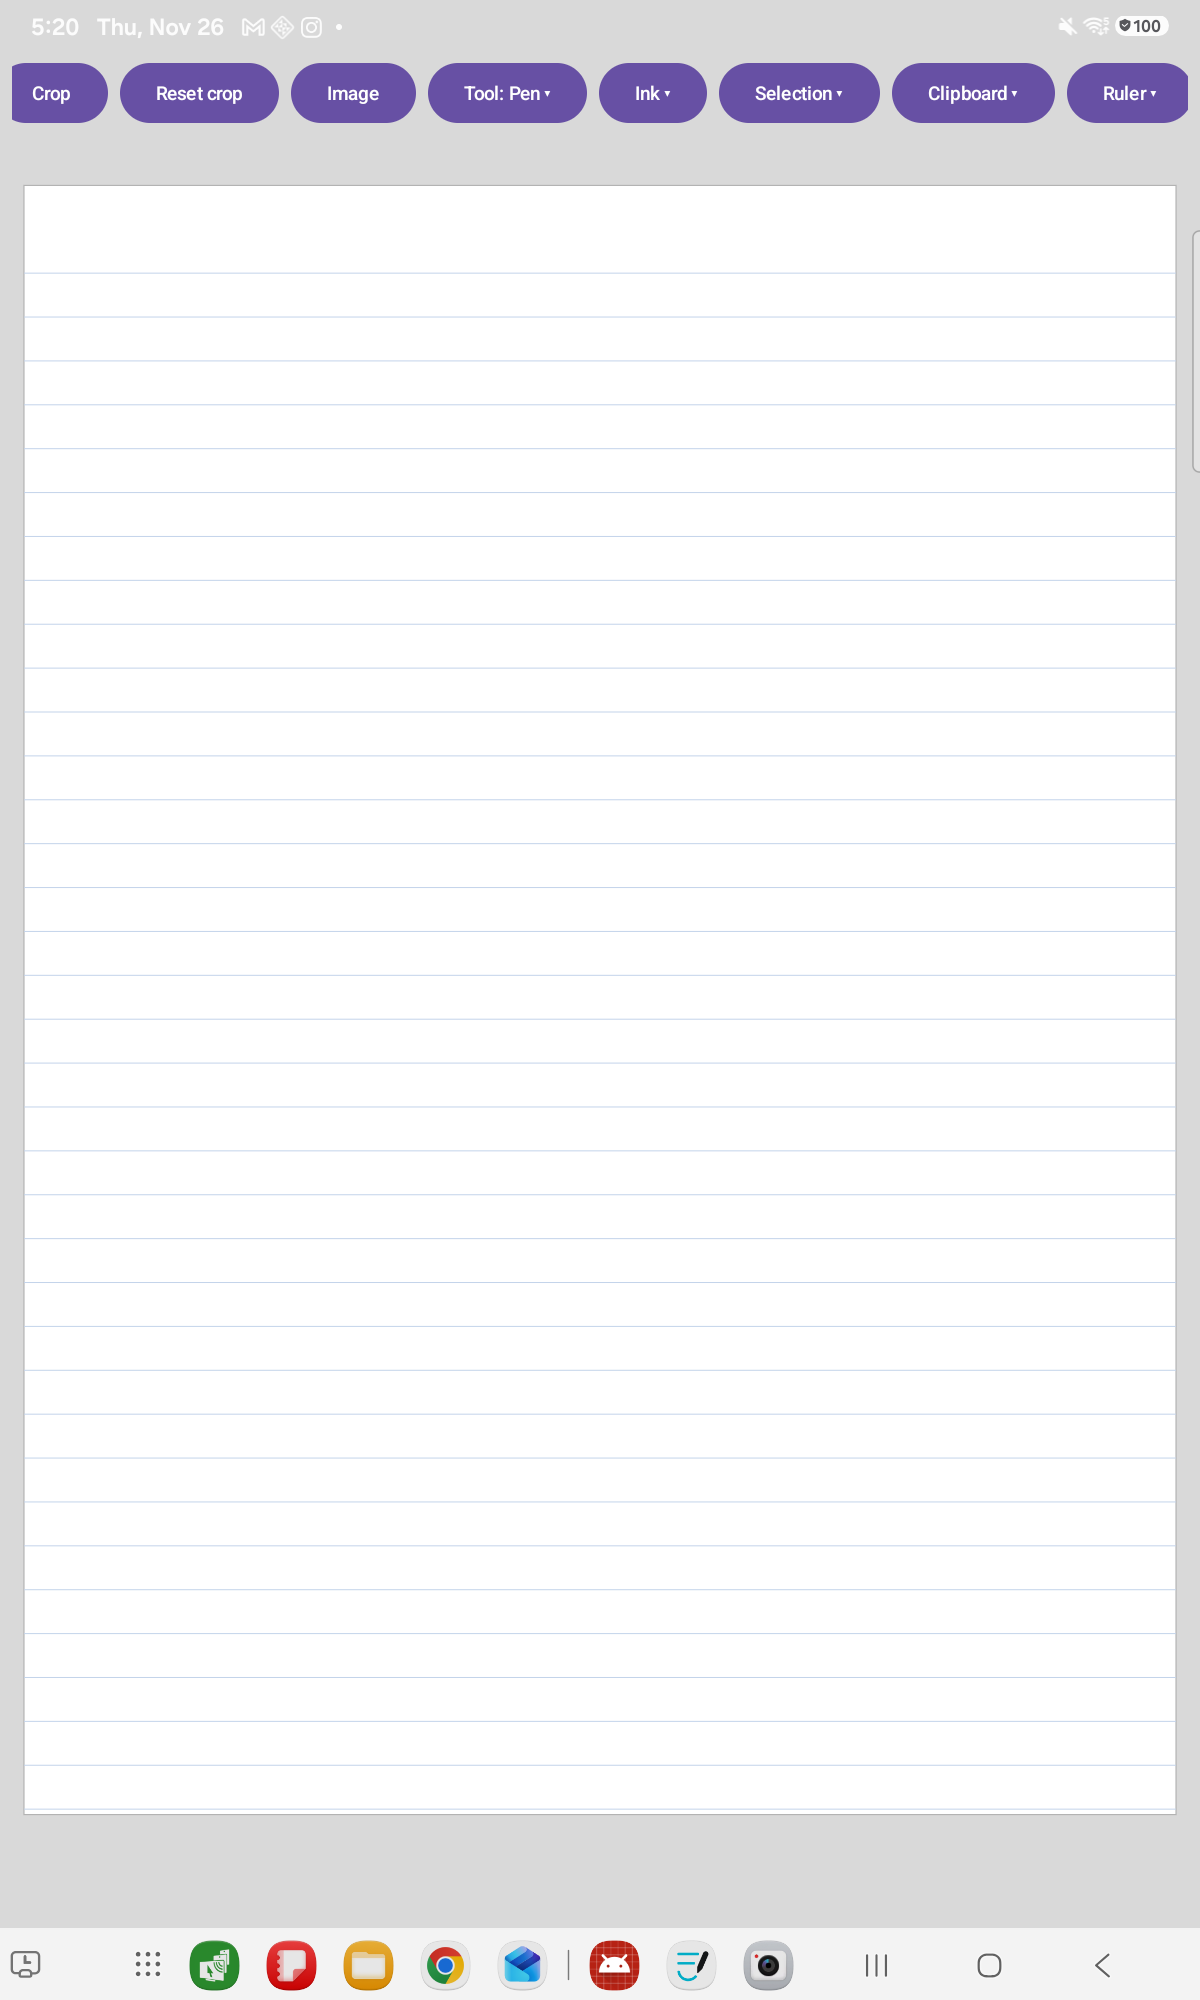 5:20 Thu, Nov 26 100
Crop Reset crop Image Tool: Pen ▾ Ink ▾ Selection ▾ Clipboard ▾ Ruler ▾